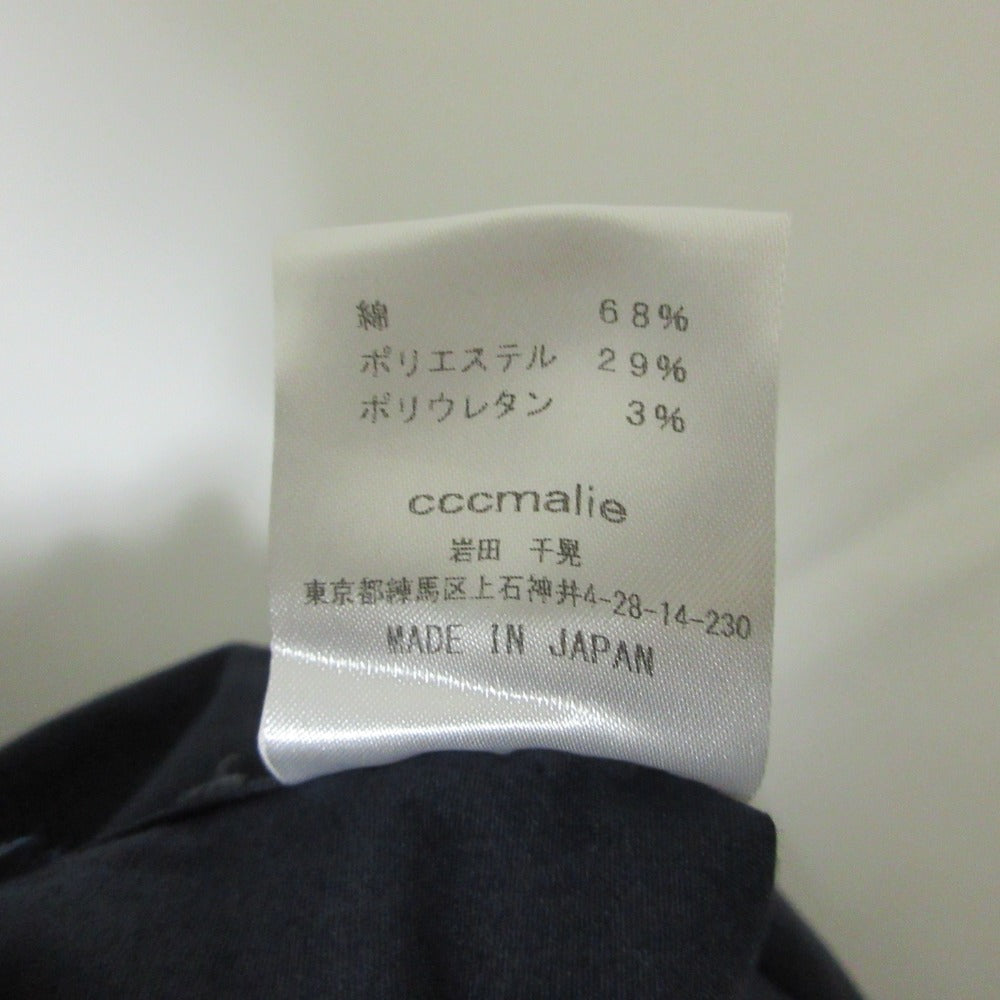 綿 68%
ポリエステル 29%
ポリウレタン 3%
cccmalie
岩田 千晃
東京都練馬区上石神井4-28-14-230
MADE IN JAPAN